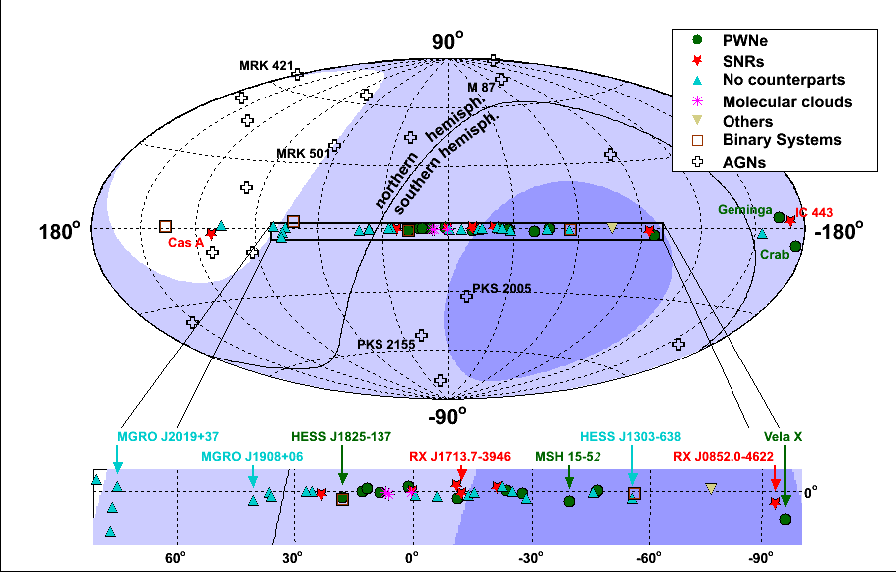 90°
PWNe
SNRs
No counterparts
Molecular clouds
Others
Binary Systems
AGNs
MRK 421
M 87
MRK 501
northern hemisph.
southern hemisph.
Geminga
IC 443
180°
-180°
Cas A
Crab
PKS 2005
PKS 2155
-90°
MGRO J2019+37
HESS J1825-137
HESS J1303-638
Vela X
MGRO J1908+06
RX J1713.7-3946
MSH 15-52
RX J0852.0-4622
0°
60° 30° 0° -30° -60° -90°